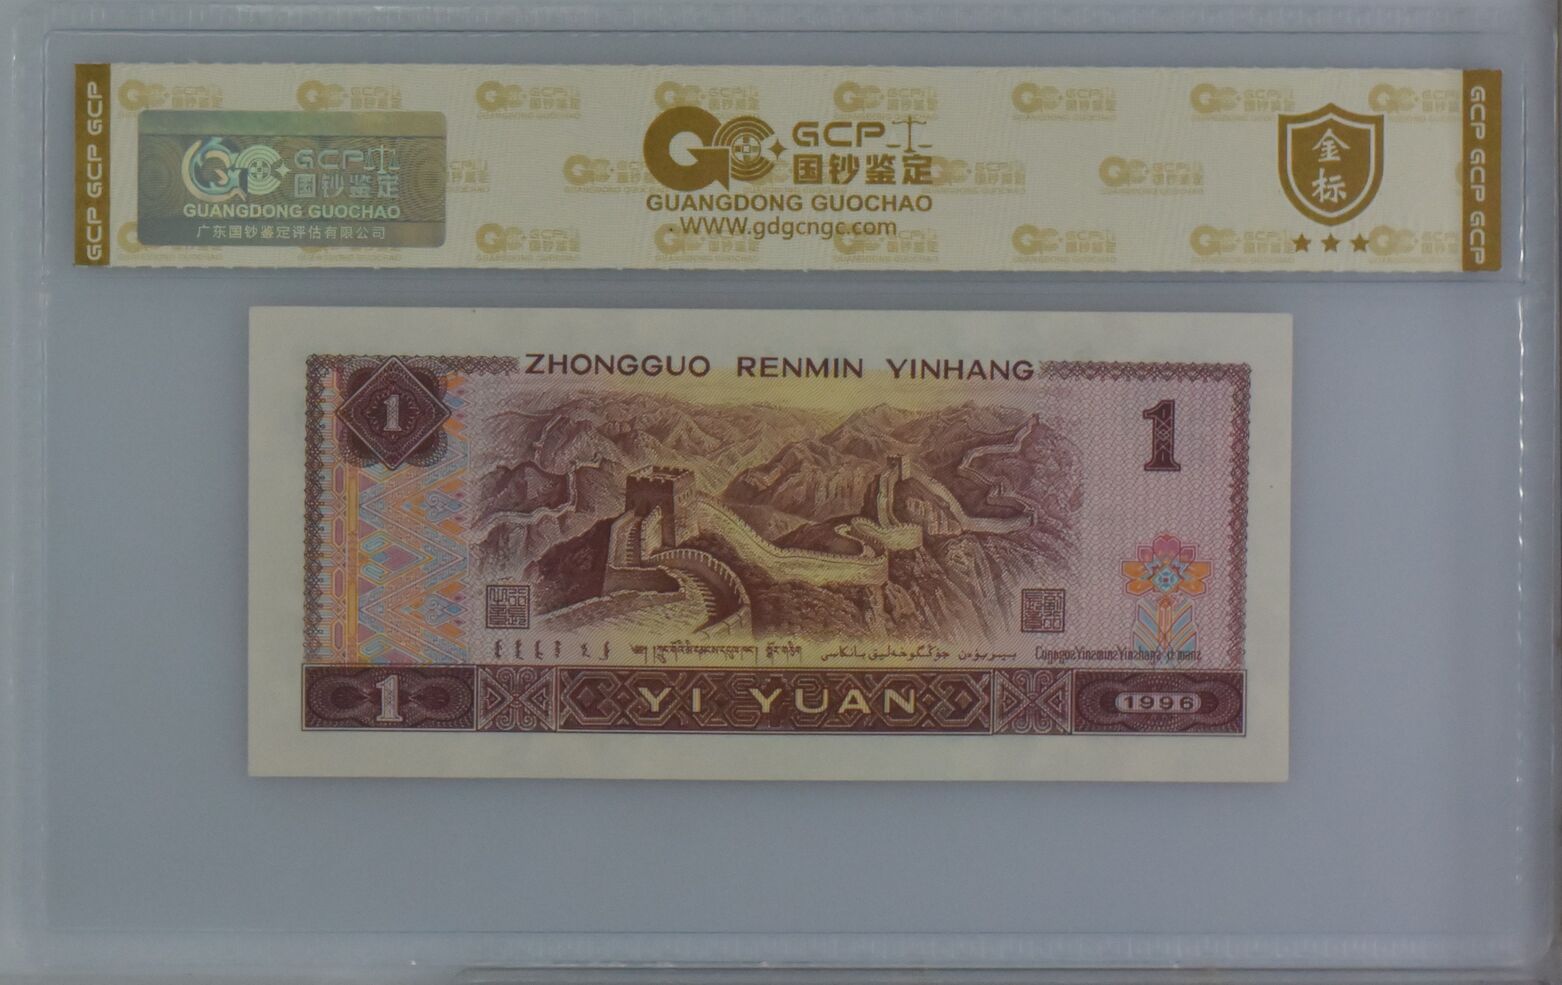 GCP GCP GCP
GCP
国钞鉴定
GUANGDONG GUOCHAO
广东国钞鉴定评估有限公司
GCP
国钞鉴定
GUANGDONG GUOCHAO
WWW.gdgcngc.com
金标
GCP GCP GCP
ZHONGGUO RENMIN YINHANG
1
1
1
YI YUAN
1996